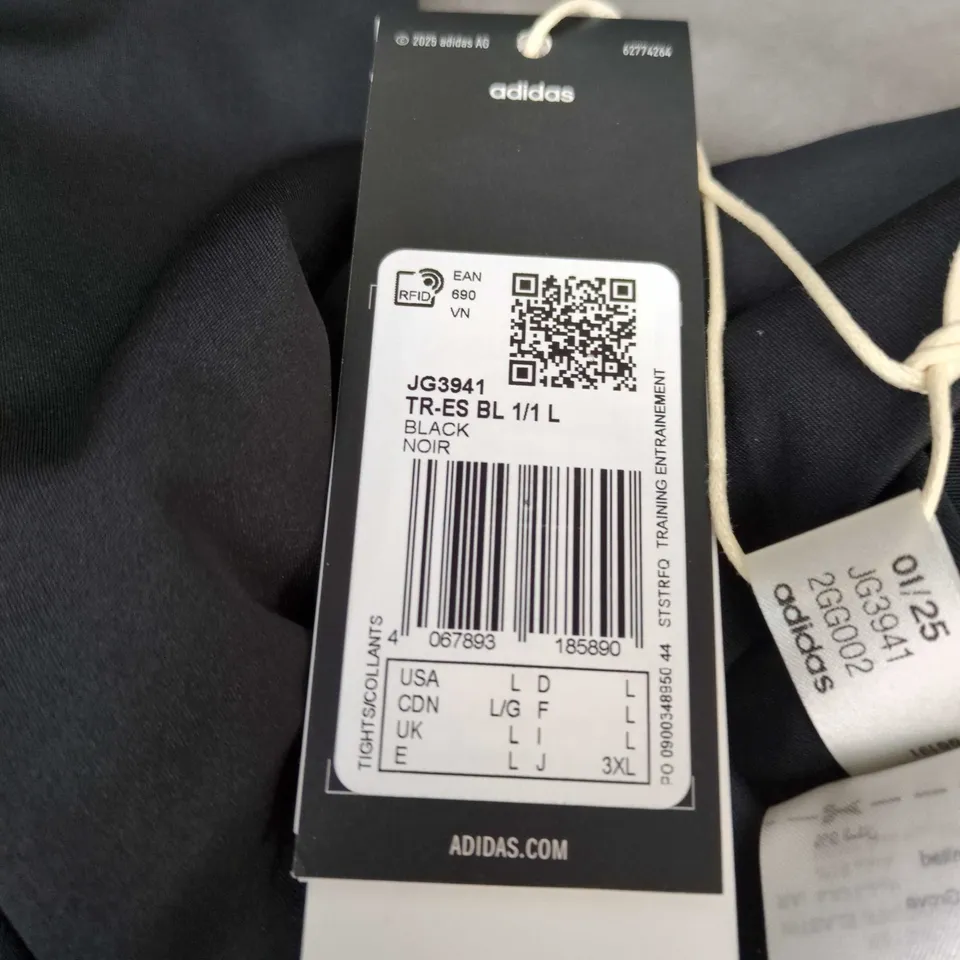 © 2025 adidas AG
62774264
adidas
RFID
EAN
690
VN
JG3941
TR-ES BL 1/1 L
BLACK
NOIR
4 067893 185890
TIGHTS/COLLANTS
PO 0900348950 44 STSTRFQ TRAINING ENTRAINEMENT
USA L D L
CDN L/G F L
UK L I L
E L J 3XL
ADIDAS.COM
01/25
JG3941
2GG002
adidas